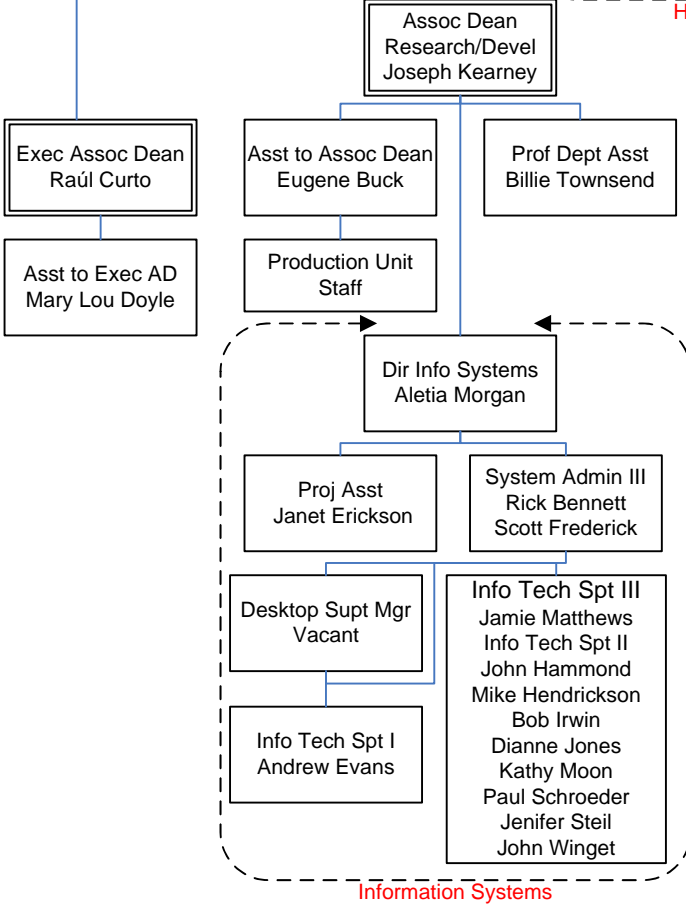 H
Assoc Dean
Research/Devel
Joseph Kearney
Exec Assoc Dean
Raúl Curto
Asst to Assoc Dean
Eugene Buck
Prof Dept Asst
Billie Townsend
Asst to Exec AD
Mary Lou Doyle
Production Unit
Staff
Dir Info Systems
Aletia Morgan
Proj Asst
Janet Erickson
System Admin III
Rick Bennett
Scott Frederick
Desktop Supt Mgr
Vacant
Info Tech Spt I
Andrew Evans
Info Tech Spt III
Jamie Matthews
Info Tech Spt II
John Hammond
Mike Hendrickson
Bob Irwin
Dianne Jones
Kathy Moon
Paul Schroeder
Jenifer Steil
John Winget
Information Systems